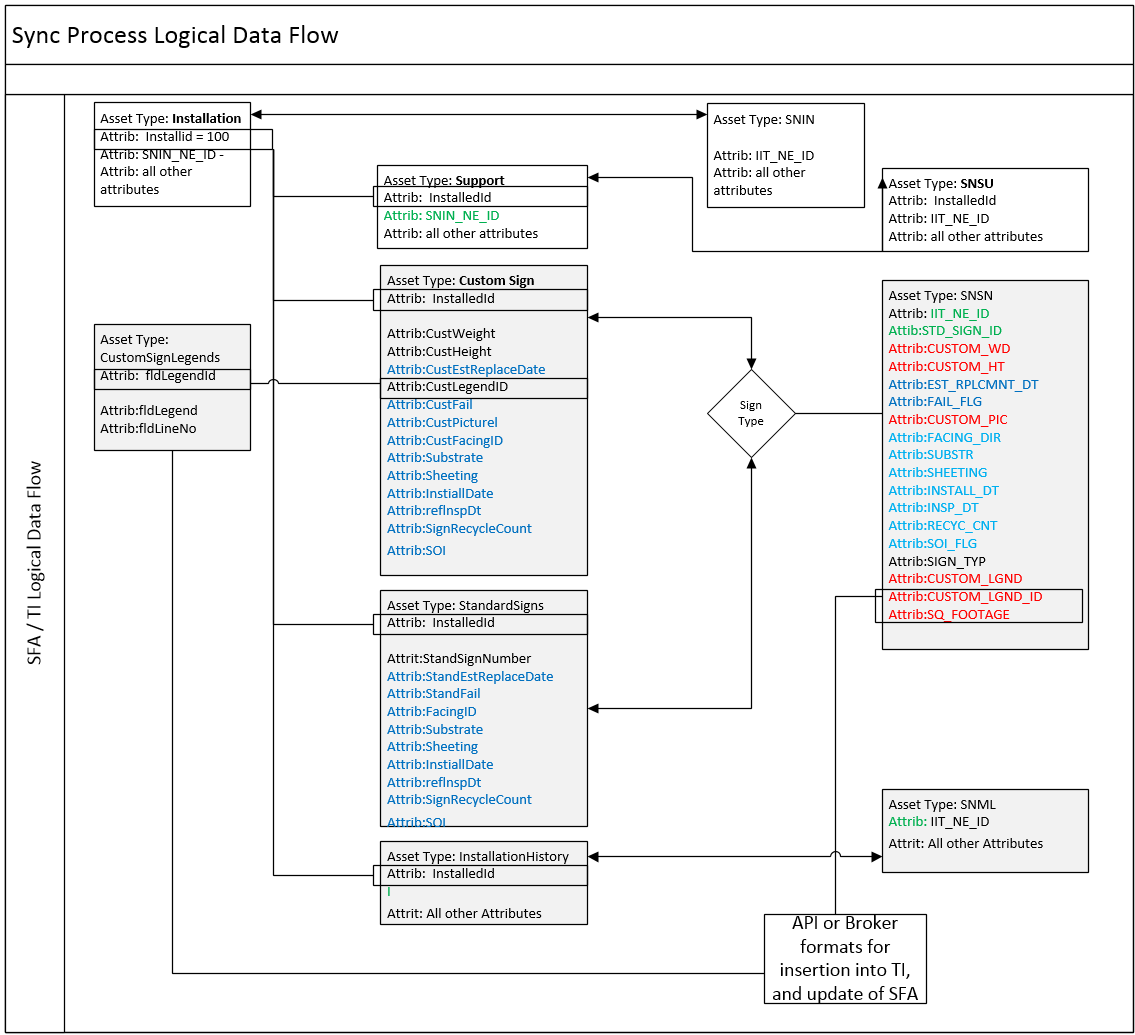 Sync Process Logical Data Flow
SFA / TI Logical Data Flow
Asset Type: Installation
Attrib:  Installid = 100
Attrib: SNIN_NE_ID -
Attrib: all other
attributes
Asset Type: SNIN
Attrib: IIT_NE_ID
Attrib: all other
attributes
Asset Type: Support
Attrib:  InstalledId
Attrib: SNIN_NE_ID
Attrib: all other attributes
Asset Type: SNSU
Attrib:  InstalledId
Attrib: IIT_NE_ID
Attrib: all other attributes
Asset Type: Custom Sign
Attrib:  InstalledId
Attrib:CustWeight
Attrib:CustHeight
Attrib:CustEstReplaceDate
Attrib:CustLegendID
Attrib:CustFail
Attrib:CustPictureI
Attrib:CustFacingID
Attrib:Substrate
Attrib:Sheeting
Attrib:InstiallDate
Attrib:refInspDt
Attrib:SignRecycleCount
Attrib:SOI
Asset Type:
CustomSignLegends
Attrib:  fldLegendId
Attrib:fldLegend
Attrib:fldLineNo
Sign
Type
Asset Type: SNSN
Attrib: IIT_NE_ID
Attib:STD_SIGN_ID
Attrib:CUSTOM_WD
Attrib:CUSTOM_HT
Attrib:EST_RPLCMNT_DT
Attrib:FAIL_FLG
Attrib:CUSTOM_PIC
Attrib:FACING_DIR
Attrib:SUBSTR
Attrib:SHEETING
Attrib:INSTALL_DT
Attrib:INSP_DT
Attrib:RECYC_CNT
Attrib:SOI_FLG
Attrib:SIGN_TYP
Attrib:CUSTOM_LGND
Attrib:CUSTOM_LGND_ID
Attrib:SQ_FOOTAGE
Asset Type: StandardSigns
Attrib:  InstalledId
Attrit:StandSignNumber
Attrib:StandEstReplaceDate
Attrib:StandFail
Attrib:FacingID
Attrib:Substrate
Attrib:Sheeting
Attrib:InstiallDate
Attrib:refInspDt
Attrib:SignRecycleCount
Attrib:SOI
Asset Type: InstallationHistory
Attrib:  InstalledId
I
Attrit: All other Attributes
Asset Type: SNML
Attrib: IIT_NE_ID
Attrit: All other Attributes
API or Broker
formats for
insertion into TI,
and update of SFA